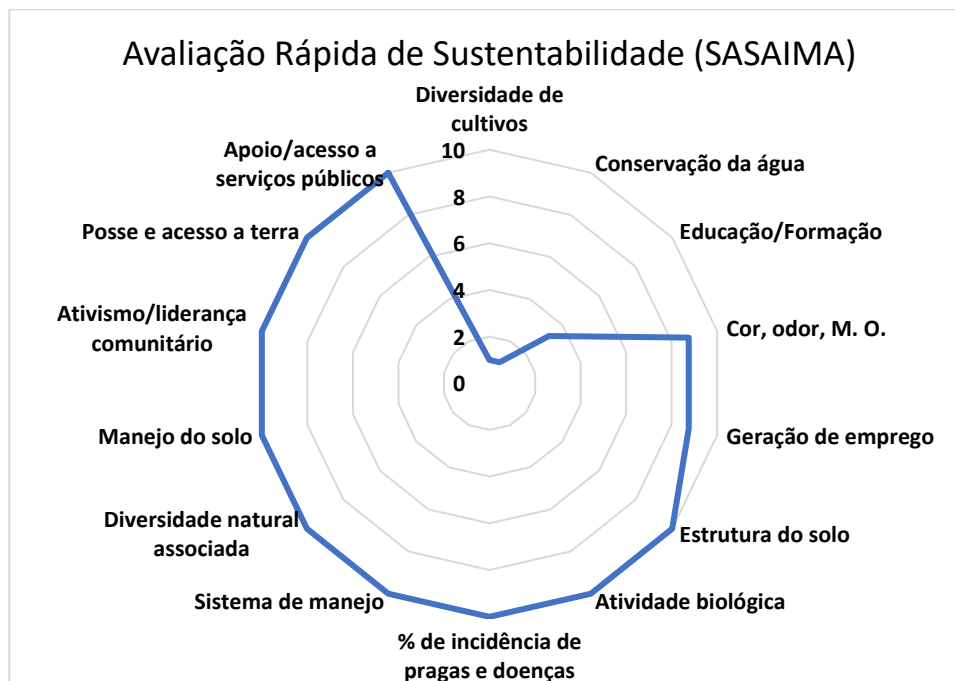 Avaliação Rápida de Sustentabilidade (SASAIMA)
Diversidade de
cultivos
Conservação da água
Educação/Formação
Cor, odor, M. O.
Geração de emprego
Estrutura do solo
Atividade biológica
% de incidência de
pragas e doenças
Sistema de manejo
Diversidade natural
associada
Manejo do solo
Ativismo/liderança
comunitário
Posse e acesso a terra
Apoio/acesso a
serviços públicos
10
8
6
4
2
0